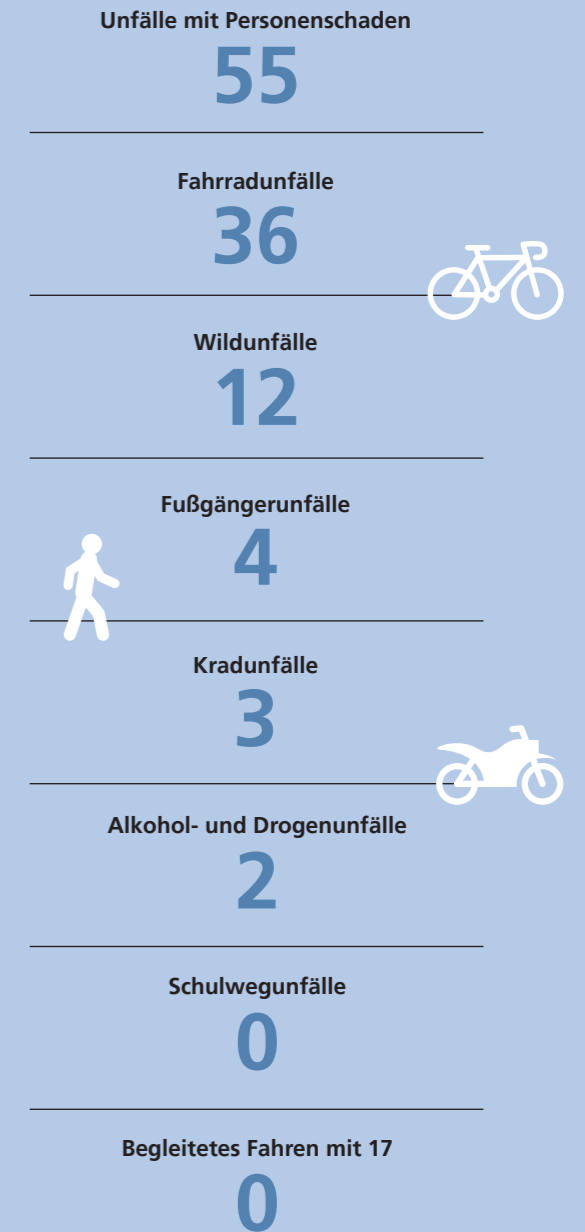 Unfälle mit Personenschaden
55
Fahrradunfälle
36
Wildunfälle
12
Fußgängerunfälle
4
Kradunfälle
3
Alkohol- und Drogenunfälle
2
Schulwegunfälle
0
Begleitetes Fahren mit 17
0